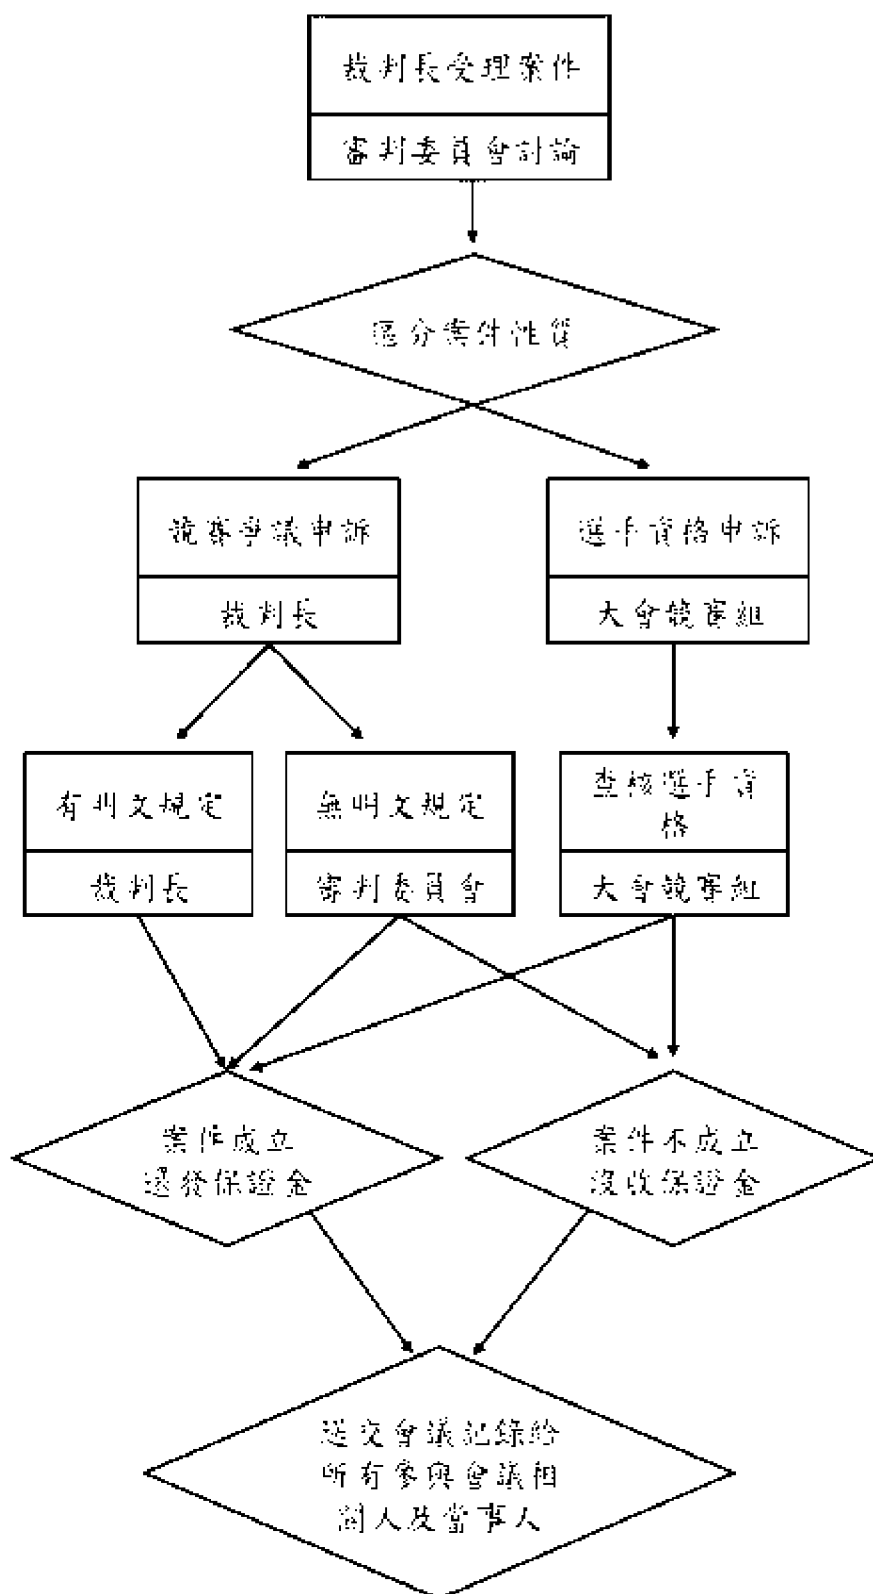 裁判長受理案件
審判委員會討論
區分案件性質
競賽爭議申訴
裁判長
選手資格申訴
大會競賽組
有明文規定
裁判長
無明文規定
審判委員會
查核選手資
格
大會競賽組
案件成立
退發保證金
案件不成立
沒收保證金
送交會議記錄給
所有參與會議相
關人及當事人